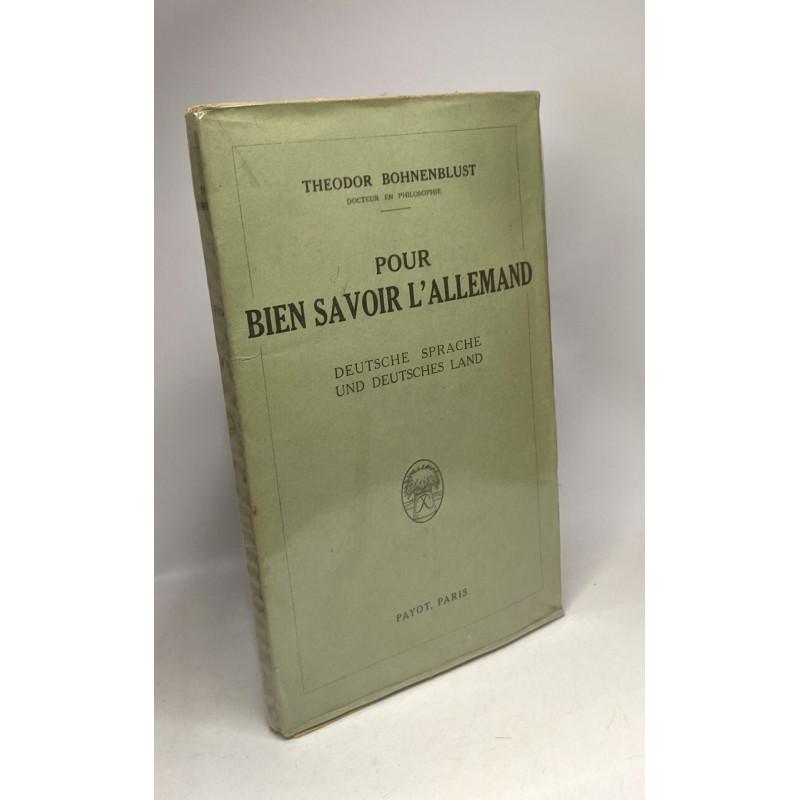 THEODOR BOHNENBLUST
DOCTEUR EN PHILOSOPHIE
POUR
BIEN SAVOIR L'ALLEMAND
DEUTSCHE SPRACHE
UND DEUTSCHES LAND
PAYOT, PARIS